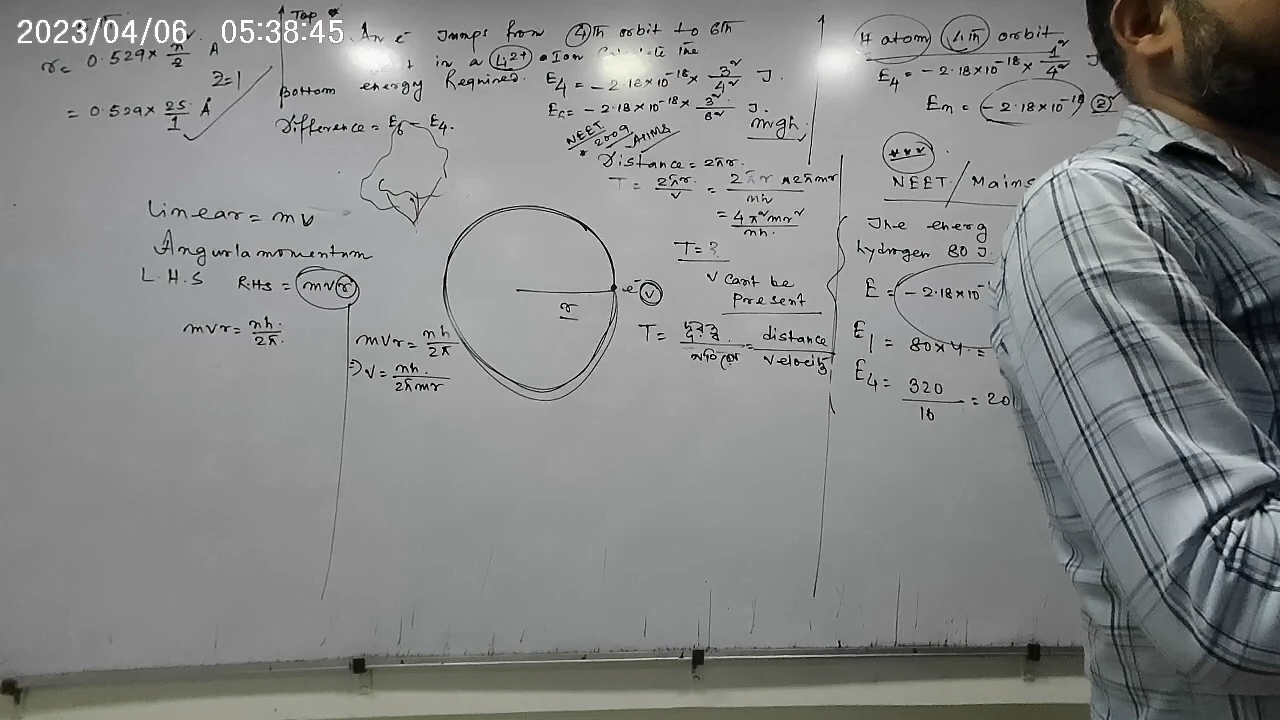 2023/04/06 05:38:45
r = 0.529 × n²/2 Å
Z=1
= 0.529 × 25/1 Å
Top
Bottom
An e⁻ Jumps from 4th orbit to 6th
in a Li²⁺ Ion Calculate the
energy Required.
E₄ = - 2.18×10⁻¹⁸ × 3²/4² J.
E₆ = - 2.18×10⁻¹⁸ × 3²/6² J.
Difference = E₆ - E₄.
mgh
NEET 2009 AIIMS
Distance = 2πr.
T = 2πr/v = 2πr × 2πmr/nh
= 4π²mr²/nh.
T = ?
v cant be
Present
T = distance/velocity
Linear = mv
Angurlamomentum
L.H.S R.H.S = mvr
mvr = nh/2π.
mvr = nh/2π
⇒ v = nh./2πmr
r
e⁻ v
H atom 4th orbit
E₄ = - 2.18×10⁻¹⁸ × 1²/4² J
En = - 2.18×10⁻¹⁸
***
NEET/Mains
The energ
hydrogen 80 J.
E = - 2.18×10⁻
E₁ = 80×4 =
E₄ = 320/16 = 20